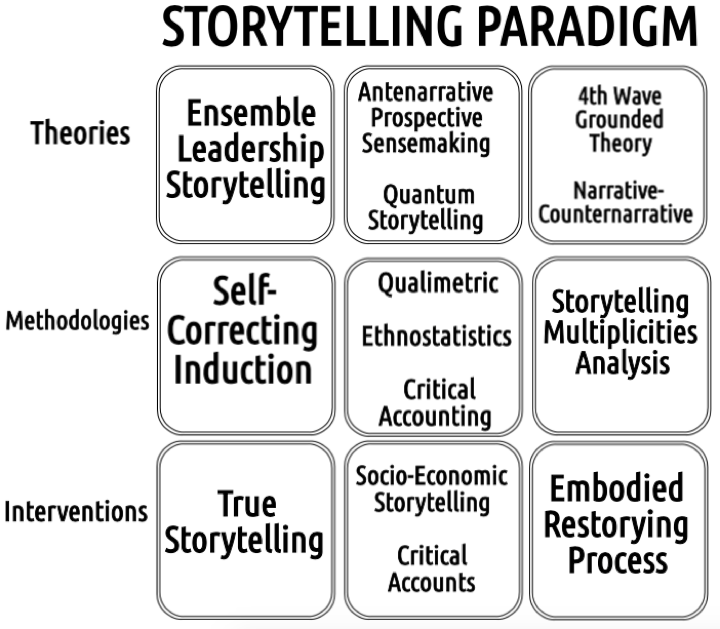 STORYTELLING PARADIGM
Theories
Ensemble
Leadership
Storytelling
Antenarrative
Prospective
Sensemaking
Quantum
Storytelling
4th Wave
Grounded
Theory
Narrative-
Counternarrative
Methodologies
Self-
Correcting
Induction
Qualimetric
Ethnostatistics
Critical
Accounting
Storytelling
Multiplicities
Analysis
Interventions
True
Storytelling
Socio-Economic
Storytelling
Critical
Accounts
Embodied
Restorying
Process